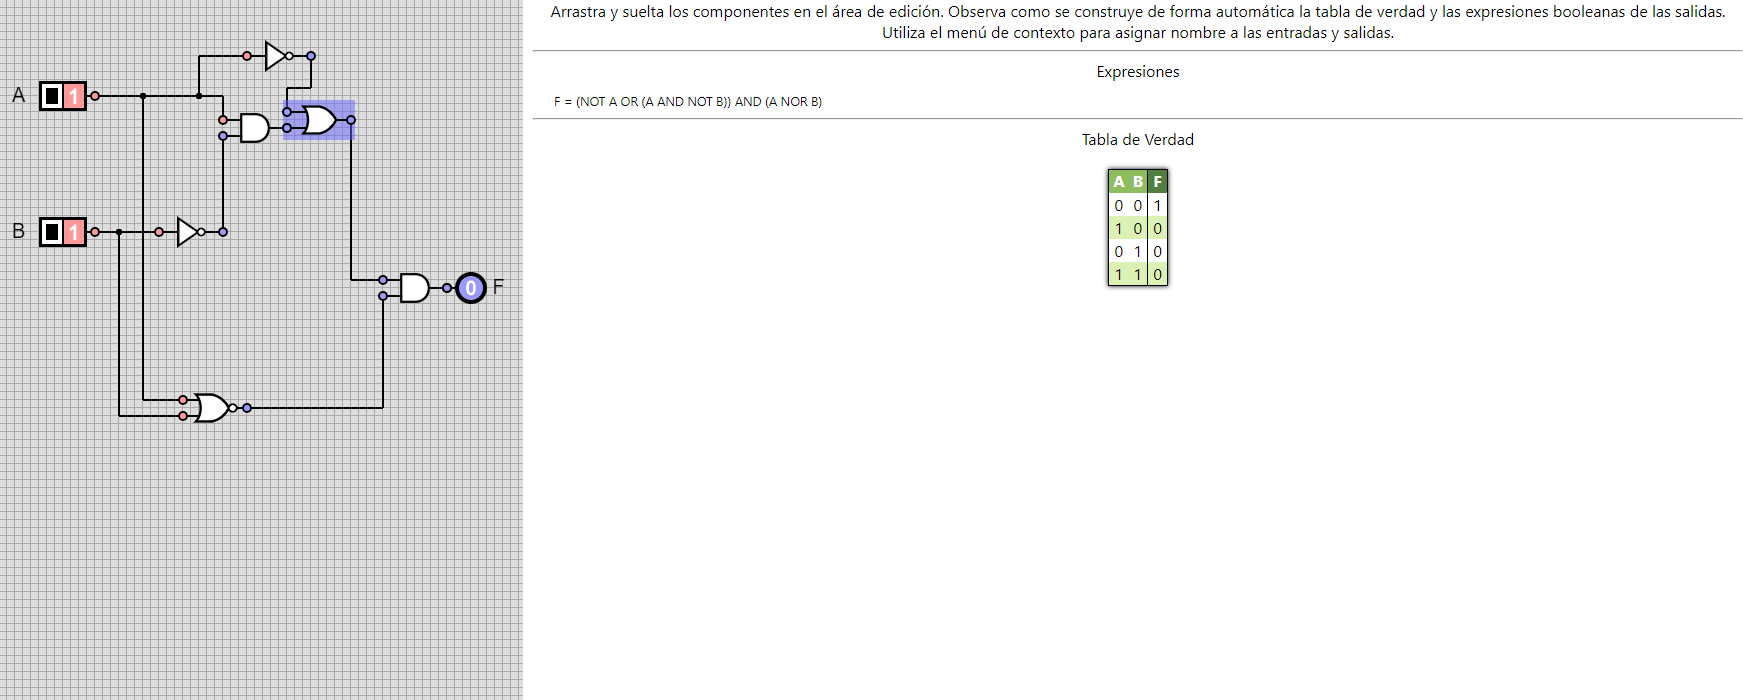 Arrastra y suelta los componentes en el área de edición. Observa como se construye de forma automática la tabla de verdad y las expresiones booleanas de las salidas.
Utiliza el menú de contexto para asignar nombre a las entradas y salidas.
Expresiones
F = (NOT A OR (A AND NOT B)) AND (A NOR B)
Tabla de Verdad
A B F
0 0 1
1 0 0
0 1 0
1 1 0
A 1
B 1
0 F